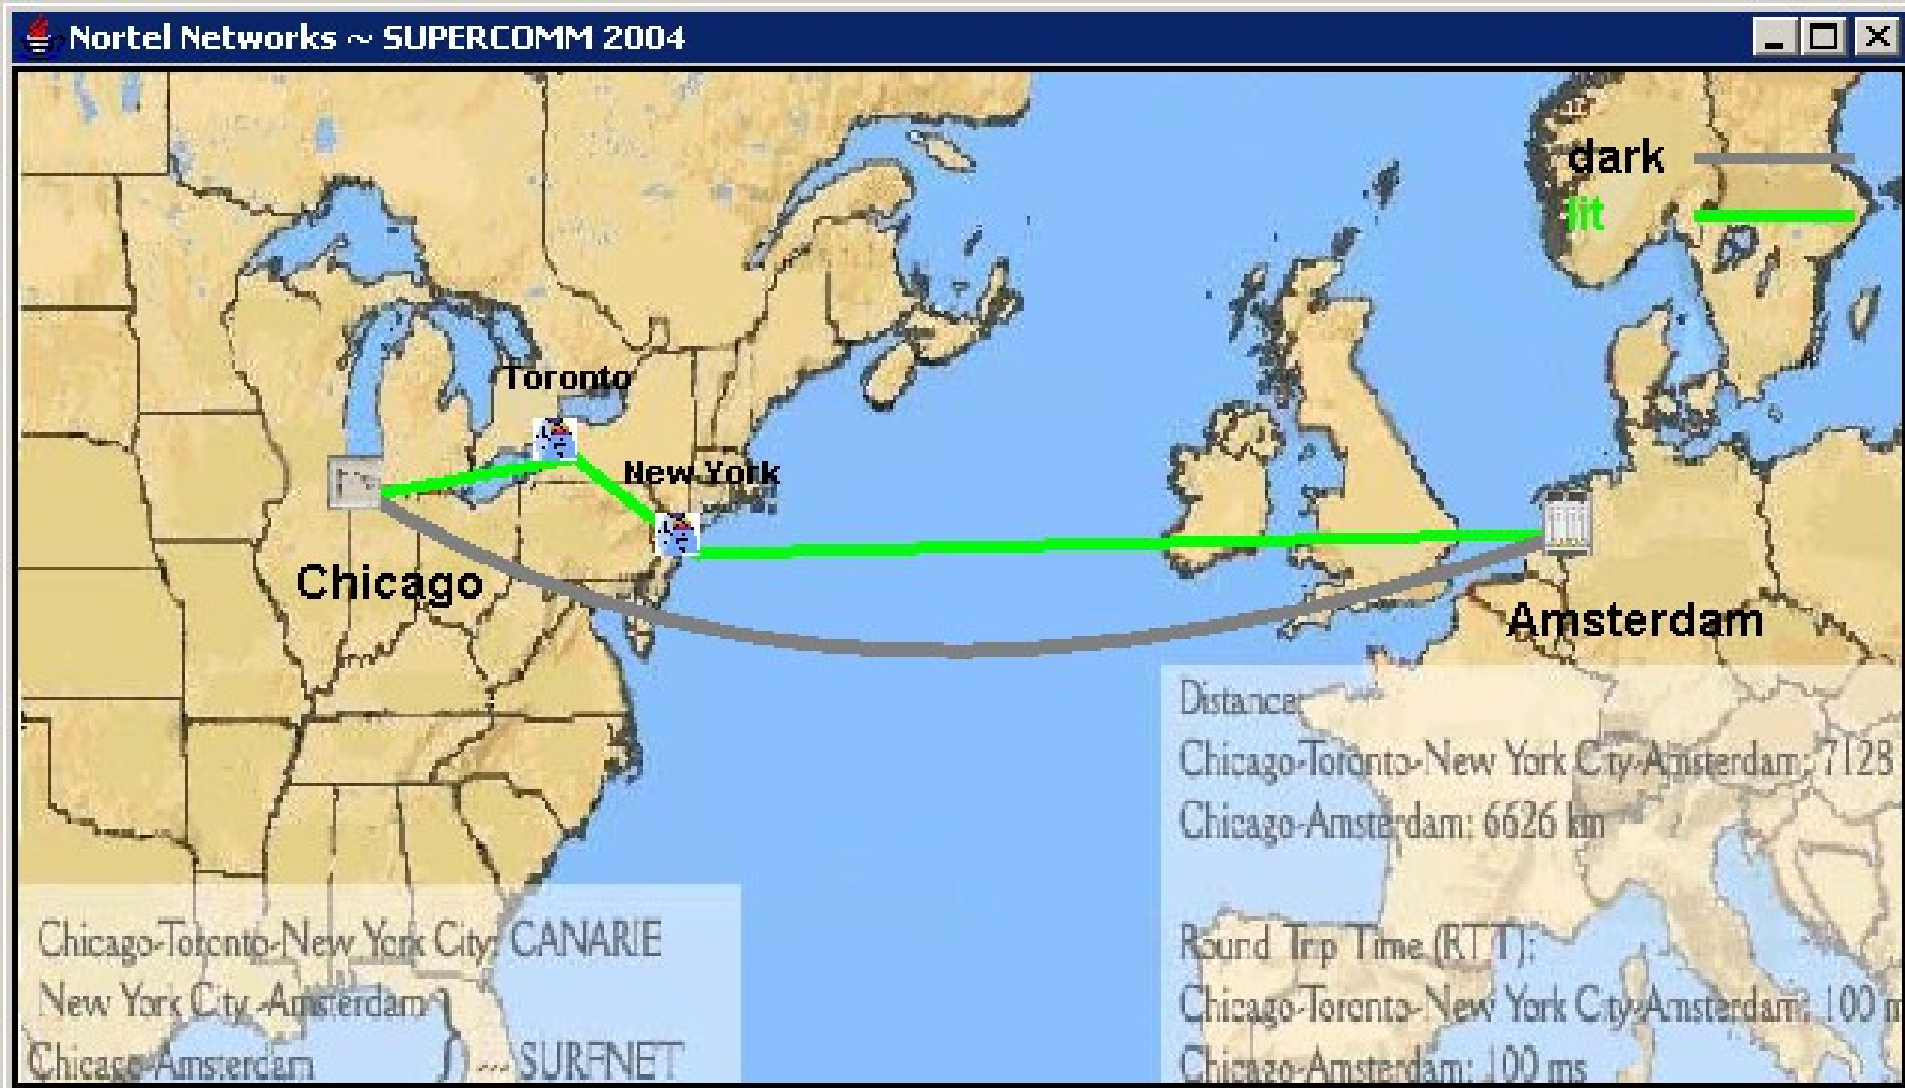 Nortel Networks ~ SUPERCOMM 2004
dark
lit
Toronto
New York
Chicago
Amsterdam
Distance:
Chicago-Toronto-New York City-Amsterdam: 7128
Chicago-Amsterdam: 6626 km
Round Trip Time (RTT):
Chicago-Toronto-New York City-Amsterdam: 100 m
Chicago-Amsterdam: 100 ms
Chicago-Toronto-New York City: CANARIE
New York City -Amsterdam
Chicago-Amsterdam } --- SURFNET